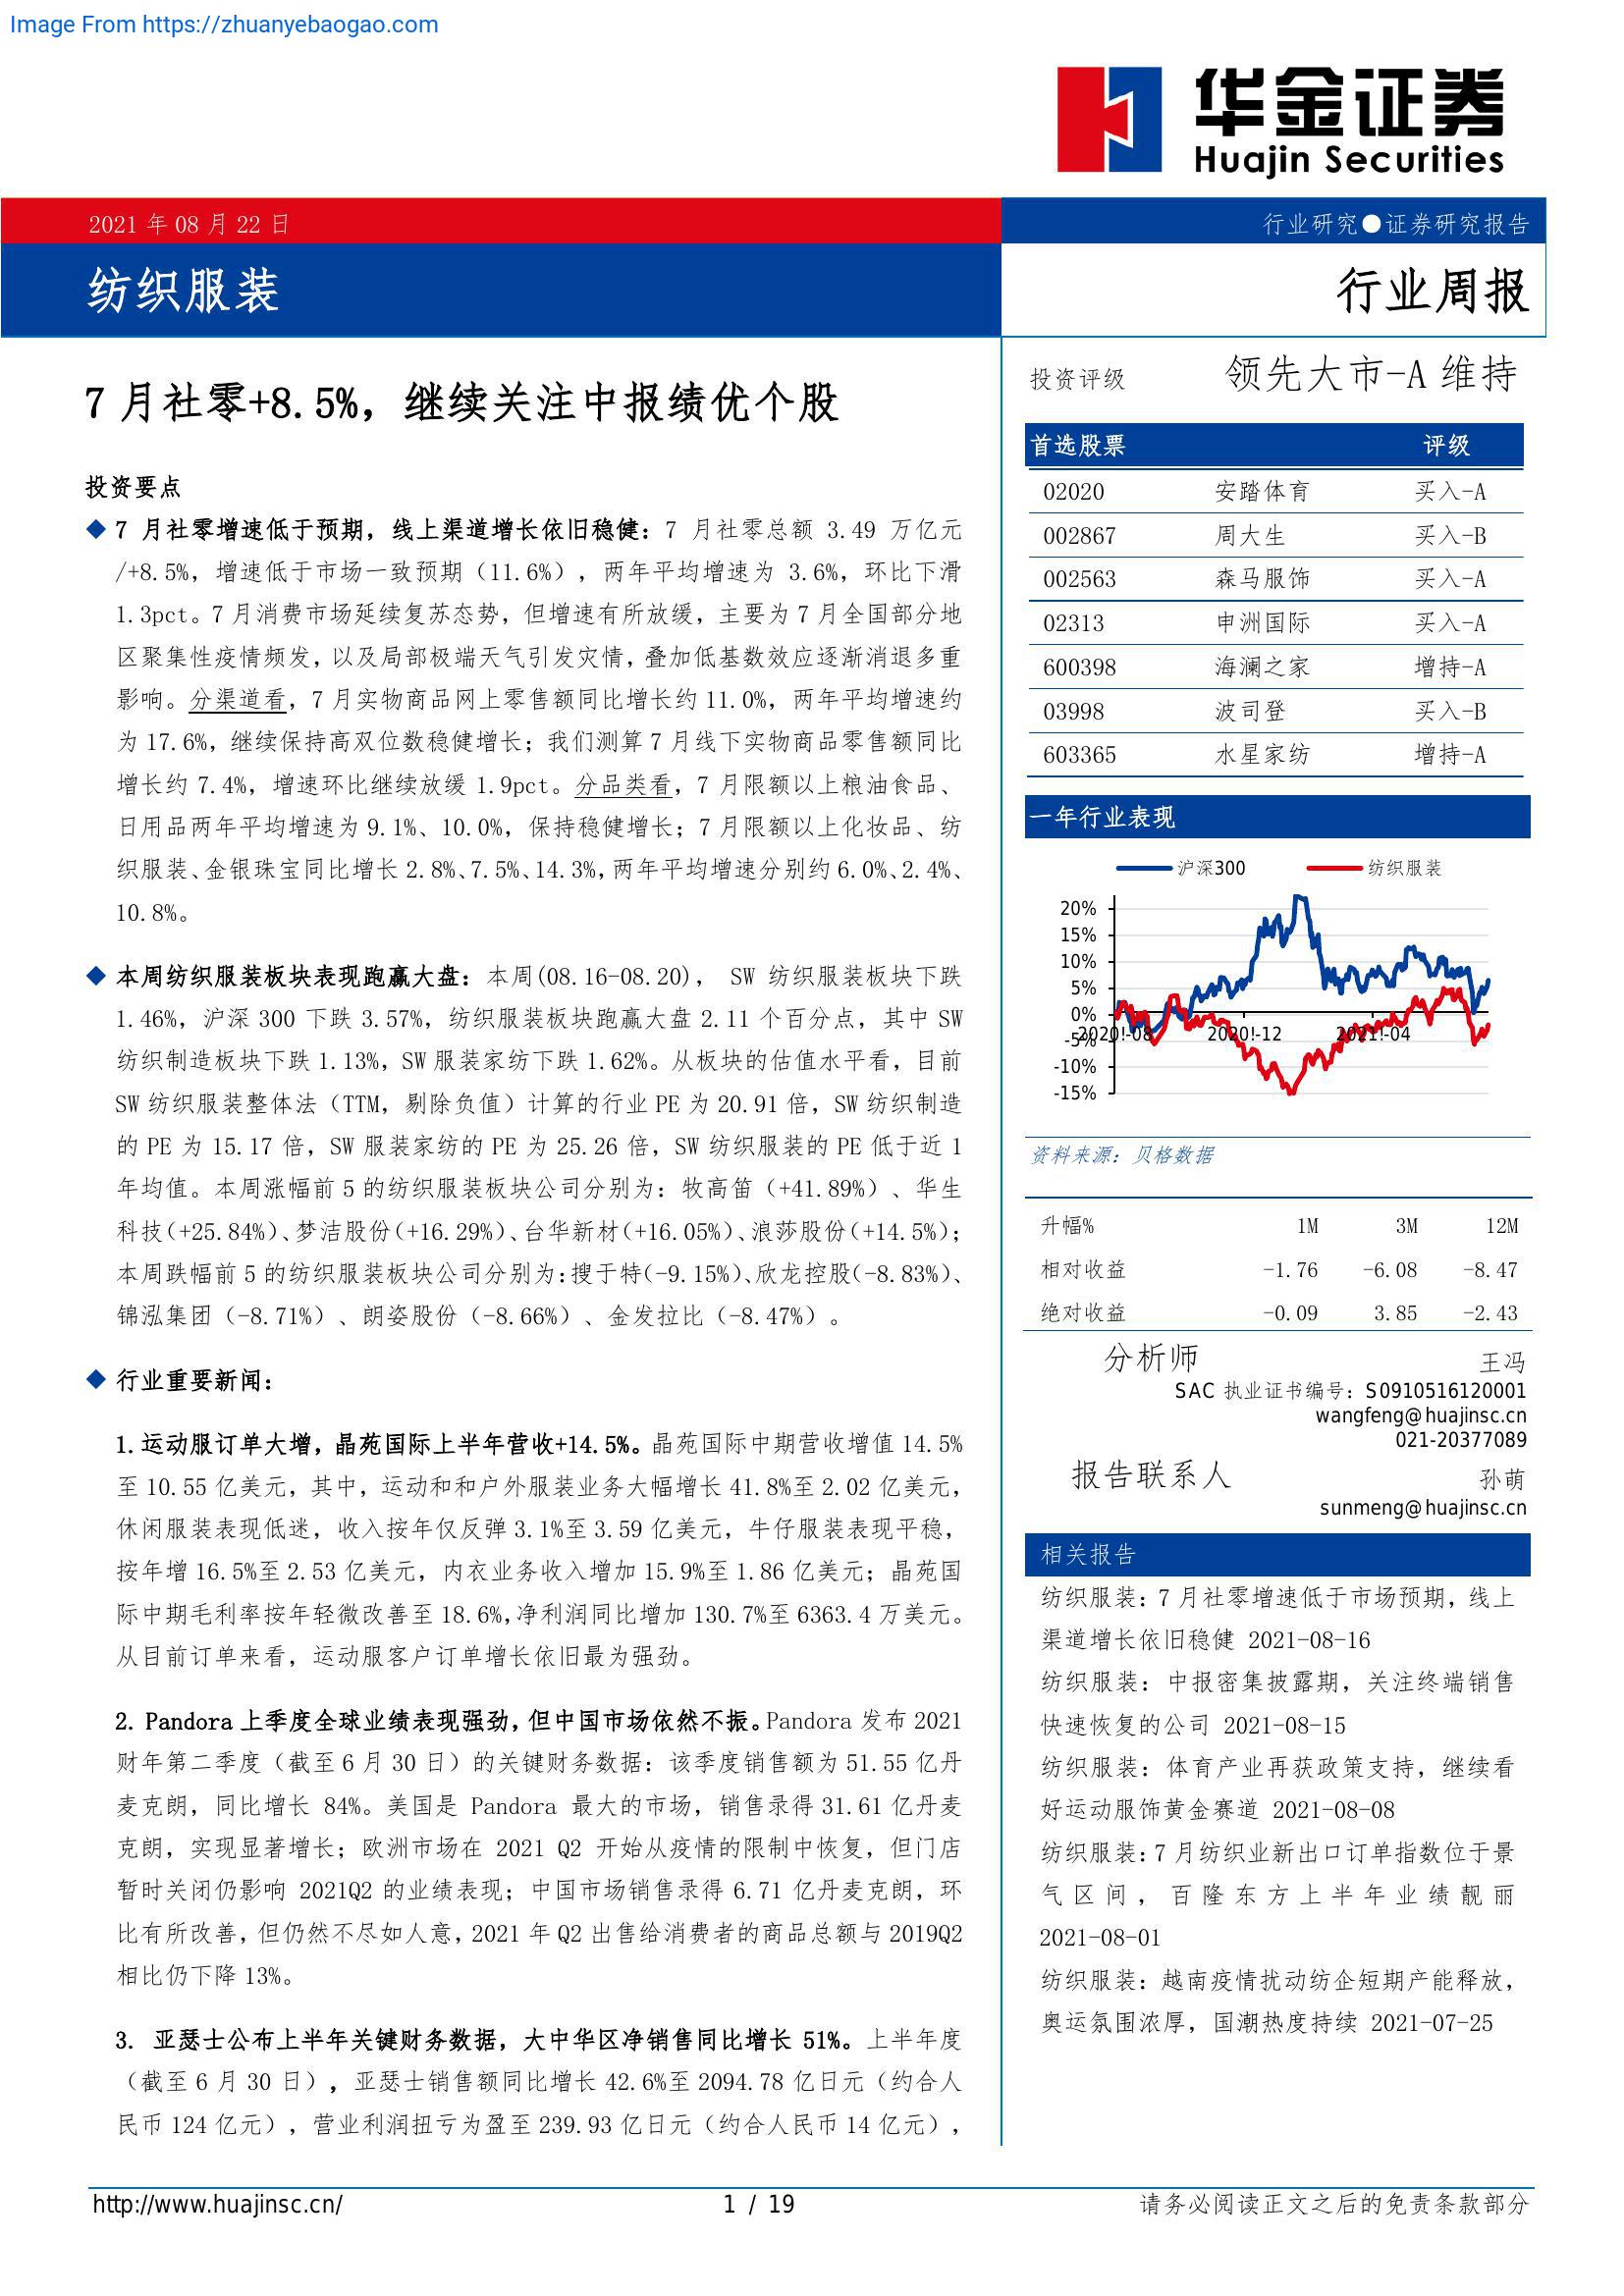 Image From https://zhuanyebaogao.com
华金证券
Huajin Securities
2021 年 08 月 22 日
行业研究●证券研究报告
纺织服装
行业周报
7 月社零+8.5%，继续关注中报绩优个股
投资要点
◆ 7 月社零增速低于预期，线上渠道增长依旧稳健：7 月社零总额 3.49 万亿元
/+8.5%，增速低于市场一致预期（11.6%），两年平均增速为 3.6%，环比下滑
1.3pct。7 月消费市场延续复苏态势，但增速有所放缓，主要为 7 月全国部分地
区聚集性疫情频发，以及局部极端天气引发灾情，叠加低基数效应逐渐消退多重
影响。分渠道看，7 月实物商品网上零售额同比增长约 11.0%，两年平均增速约
为 17.6%，继续保持高双位数稳健增长；我们测算 7 月线下实物商品零售额同比
增长约 7.4%，增速环比继续放缓 1.9pct。分品类看，7 月限额以上粮油食品、
日用品两年平均增速为 9.1%、10.0%，保持稳健增长；7 月限额以上化妆品、纺
织服装、金银珠宝同比增长 2.8%、7.5%、14.3%，两年平均增速分别约 6.0%、2.4%、
10.8%。
◆ 本周纺织服装板块表现跑赢大盘：本周(08.16-08.20)， SW 纺织服装板块下跌
1.46%，沪深 300 下跌 3.57%，纺织服装板块跑赢大盘 2.11 个百分点，其中 SW
纺织制造板块下跌 1.13%，SW 服装家纺下跌 1.62%。从板块的估值水平看，目前
SW 纺织服装整体法（TTM，剔除负值）计算的行业 PE 为 20.91 倍，SW 纺织制造
的 PE 为 15.17 倍，SW 服装家纺的 PE 为 25.26 倍，SW 纺织服装的 PE 低于近 1
年均值。本周涨幅前 5 的纺织服装板块公司分别为：牧高笛（+41.89%）、华生
科技(+25.84%)、梦洁股份(+16.29%)、台华新材(+16.05%)、浪莎股份(+14.5%)；
本周跌幅前 5 的纺织服装板块公司分别为：搜于特(-9.15%)、欣龙控股(-8.83%)、
锦泓集团（-8.71%）、朗姿股份（-8.66%）、金发拉比（-8.47%）。
◆ 行业重要新闻：
1.运动服订单大增，晶苑国际上半年营收+14.5%。晶苑国际中期营收增值 14.5%
至 10.55 亿美元，其中，运动和和户外服装业务大幅增长 41.8%至 2.02 亿美元，
休闲服装表现低迷，收入按年仅反弹 3.1%至 3.59 亿美元，牛仔服装表现平稳，
按年增 16.5%至 2.53 亿美元，内衣业务收入增加 15.9%至 1.86 亿美元；晶苑国
际中期毛利率按年轻微改善至 18.6%，净利润同比增加 130.7%至 6363.4 万美元。
从目前订单来看，运动服客户订单增长依旧最为强劲。
2. Pandora 上季度全球业绩表现强劲，但中国市场依然不振。Pandora 发布 2021
财年第二季度（截至 6 月 30 日）的关键财务数据：该季度销售额为 51.55 亿丹
麦克朗，同比增长 84%。美国是 Pandora 最大的市场，销售录得 31.61 亿丹麦
克朗，实现显著增长；欧洲市场在 2021 Q2 开始从疫情的限制中恢复，但门店
暂时关闭仍影响 2021Q2 的业绩表现；中国市场销售录得 6.71 亿丹麦克朗，环
比有所改善，但仍然不尽如人意，2021 年 Q2 出售给消费者的商品总额与 2019Q2
相比仍下降 13%。
3. 亚瑟士公布上半年关键财务数据，大中华区净销售同比增长 51%。上半年度
（截至 6 月 30 日），亚瑟士销售额同比增长 42.6%至 2094.78 亿日元（约合人
民币 124 亿元），营业利润扭亏为盈至 239.93 亿日元（约合人民币 14 亿元），
投资评级 领先大市-A 维持
首选股票 评级
02020 安踏体育 买入-A
002867 周大生 买入-B
002563 森马服饰 买入-A
02313 申洲国际 买入-A
600398 海澜之家 增持-A
03998 波司登 买入-B
603365 水星家纺 增持-A
一年行业表现
沪深300 纺织服装
20%
15%
10%
5%
0%
-5%
-10%
-15%
2020!-08 2020!-12 2021!-04
资料来源：贝格数据
升幅% 1M 3M 12M
相对收益 -1.76 -6.08 -8.47
绝对收益 -0.09 3.85 -2.43
分析师 王冯
SAC 执业证书编号：S0910516120001
wangfeng@huajinsc.cn
021-20377089
报告联系人 孙萌
sunmeng@huajinsc.cn
相关报告
纺织服装：7 月社零增速低于市场预期，线上
渠道增长依旧稳健 2021-08-16
纺织服装：中报密集披露期，关注终端销售
快速恢复的公司 2021-08-15
纺织服装：体育产业再获政策支持，继续看
好运动服饰黄金赛道 2021-08-08
纺织服装：7 月纺织业新出口订单指数位于景
气区间，百隆东方上半年业绩靓丽
2021-08-01
纺织服装：越南疫情扰动纺企短期产能释放，
奥运氛围浓厚，国潮热度持续 2021-07-25
http://www.huajinsc.cn/ 1 / 19 请务必阅读正文之后的免责条款部分